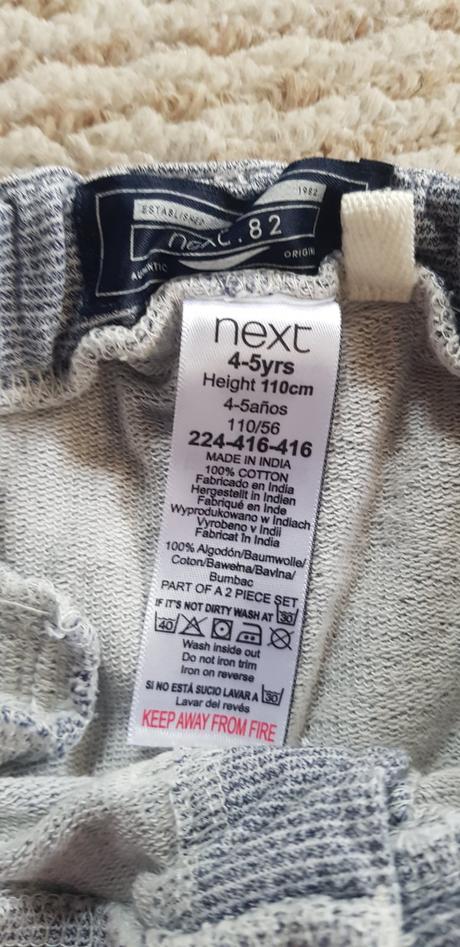 1982
ESTABLISHED
next.82
AUTHENTIC
ORIGIN
next
4-5yrs
Height 110cm
4-5años
110/56
224-416-416
MADE IN INDIA
100% COTTON
Fabricado en India
Hergestellt in Indien
Fabriqué en Inde
Wyprodukowano w Indiach
Vyrobeno v Indii
Fabricat în India
100% Algodón/Baumwolle/
Coton/Bawełna/Bavlna/
Bumbac
PART OF A 2 PIECE SET
IF IT'S NOT DIRTY WASH AT 30
40
Wash inside out
Do not iron trim
Iron on reverse
SI NO ESTÁ SUCIO LAVAR A 30
Lavar del revés
KEEP AWAY FROM FIRE